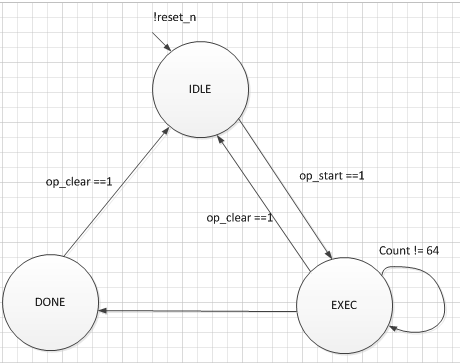 !reset_n
IDLE
op_clear ==1
op_start ==1
op_clear ==1
Count != 64
DONE
EXEC